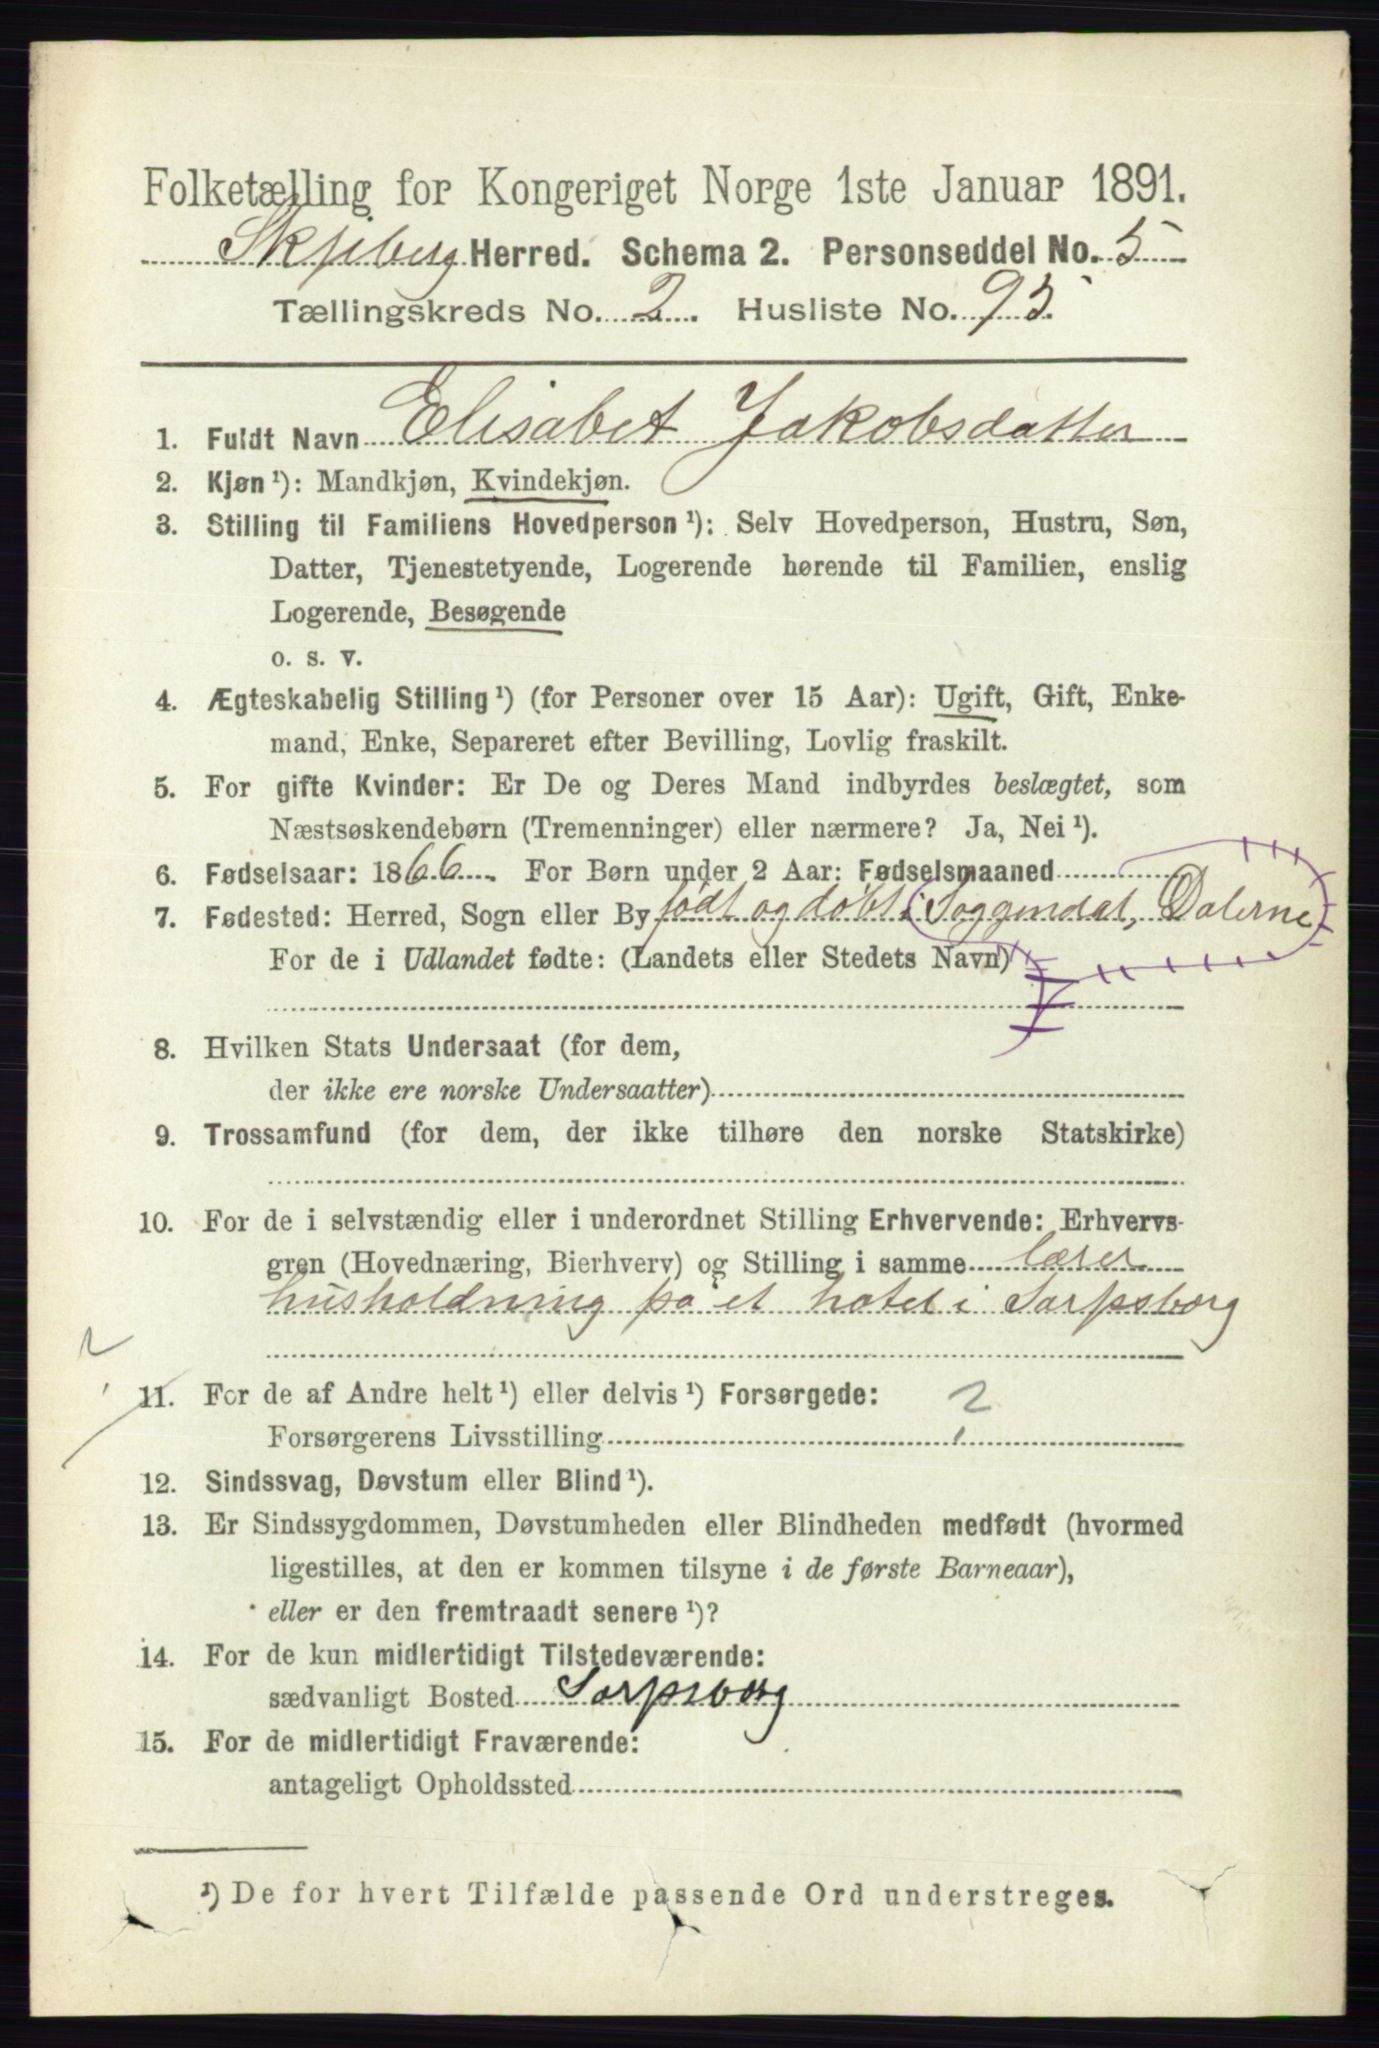 Folketælling for Kongeriget Norge 1ste Januar 1891.
Skjeberg Herred. Schema 2. Personseddel No. 5
Tællingskreds No. 2. Husliste No. 95
1. Fuldt Navn Elisabet Jakobsdatter
2. Kjøn ¹): Mandkjøn, Kvindekjøn.
3. Stilling til Familiens Hovedperson ¹): Selv Hovedperson, Hustru, Søn,
Datter, Tjenestetyende, Logerende hørende til Familien, enslig
Logerende, Besøgende
o. s. v.
4. Ægteskabelig Stilling ¹) (for Personer over 15 Aar): Ugift, Gift, Enke-
mand, Enke, Separeret efter Bevilling, Lovlig fraskilt.
5. For gifte Kvinder: Er De og Deres Mand indbyrdes beslægtet, som
Næstsøskendebørn (Tremenninger) eller nærmere? Ja, Nei ¹).
6. Fødselsaar: 1866. For Børn under 2 Aar: Fødselsmaaned
7. Fødested: Herred, Sogn eller By født og døbt i Soggendal, Dalerne
For de i Udlandet fødte: (Landets eller Stedets Navn)
8. Hvilken Stats Undersaat (for dem,
der ikke ere norske Undersaatter)
9. Trossamfund (for dem, der ikke tilhøre den norske Statskirke)
10. For de i selvstændig eller i underordnet Stilling Erhvervende: Erhvervs-
gren (Hovednæring, Bierhverv) og Stilling i samme lærer
husholdning på et hotel i Sarpsborg
2
11. For de af Andre helt ¹) eller delvis ¹) Forsørgede: 2
Forsørgerens Livsstilling
12. Sindssvag, Døvstum eller Blind ¹).
13. Er Sindssygdommen, Døvstumheden eller Blindheden medfødt (hvormed
ligestilles, at den er kommen tilsyne i de første Barneaar),
eller er den fremtraadt senere ¹)?
14. For de kun midlertidigt Tilstedeværende:
sædvanligt Bosted Sarpsborg
15. For de midlertidigt Fraværende:
antageligt Opholdssted
¹) De for hvert Tilfælde passende Ord understreges.